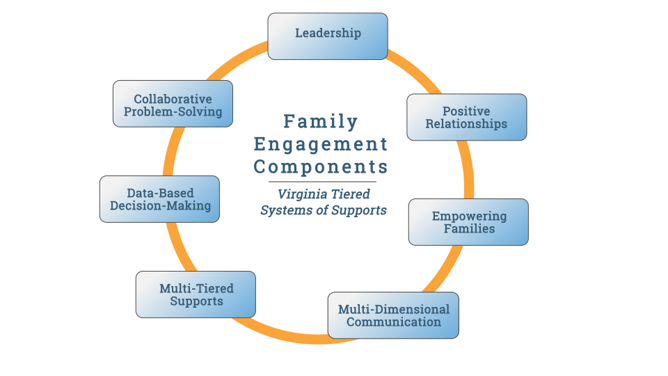 Leadership
Collaborative
Problem-Solving
Positive
Relationships
Family
Engagement
Components
Virginia Tiered
Systems of Supports
Data-Based
Decision-Making
Empowering
Families
Multi-Tiered
Supports
Multi-Dimensional
Communication